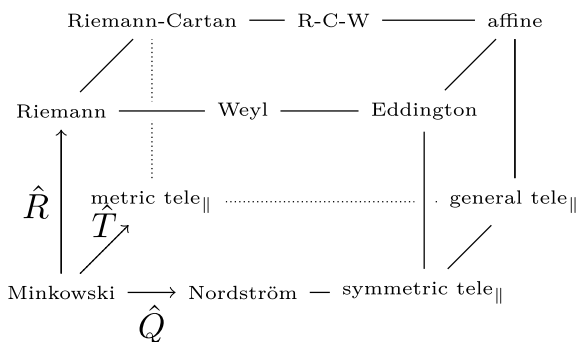 Riemann-Cartan R-C-W affine
Riemann Weyl Eddington
metric tele∥ general tele∥
R̂
T̂
Minkowski Nordström symmetric tele∥
Q̂